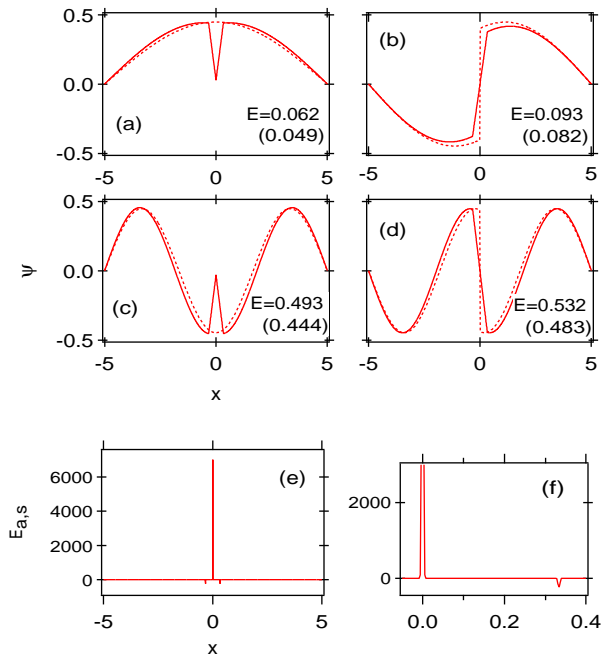 0.5
0.0
-0.5
(a)
E=0.062
(0.049)
(b)
E=0.093
(0.082)
-5
0
5
-5
0
5
0.5
0.0
-0.5
ψ
(c)
E=0.493
(0.444)
(d)
E=0.532
(0.483)
-5
0
5
-5
0
5
x
6000
4000
2000
0
Ea,s
(e)
-5
0
5
x
2000
0
(f)
0.0
0.2
0.4